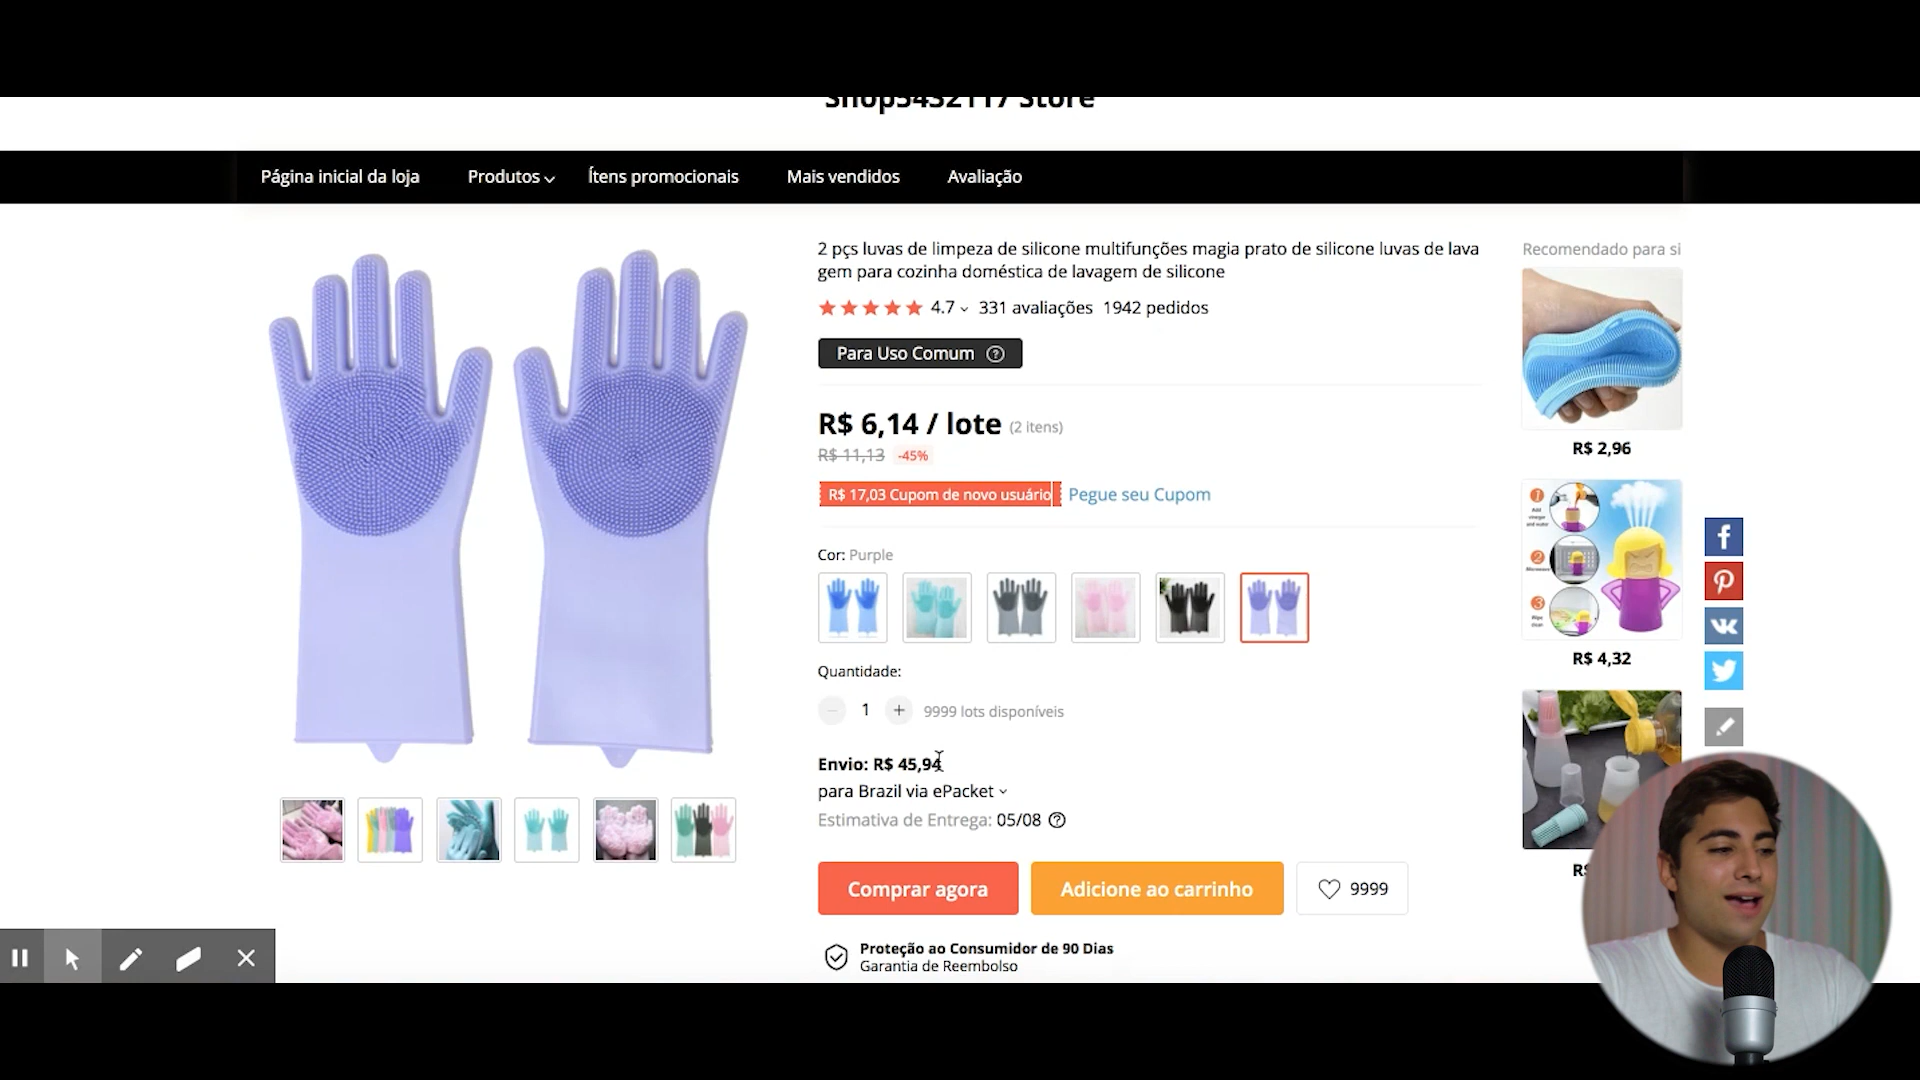 Shop5432117 Store
Página inicial da loja
Produtos
Ítens promocionais
Mais vendidos
Avaliação
2 pçs luvas de limpeza de silicone multifunções magia prato de silicone luvas de lava
gem para cozinha doméstica de lavagem de silicone
4.7
331 avaliações
1942 pedidos
Para Uso Comum
R$ 6,14 / lote (2 itens)
R$ 11,13 -45%
R$ 17,03 Cupom de novo usuário
Pegue seu Cupom
Cor: Purple
Quantidade:
1
9999 lots disponíveis
Envio: R$ 45,94
para Brazil via ePacket
Estimativa de Entrega: 05/08
Comprar agora
Adicione ao carrinho
9999
Proteção ao Consumidor de 90 Dias
Garantia de Reembolso
Recomendado para si
R$ 2,96
1
2
3
R$ 4,32